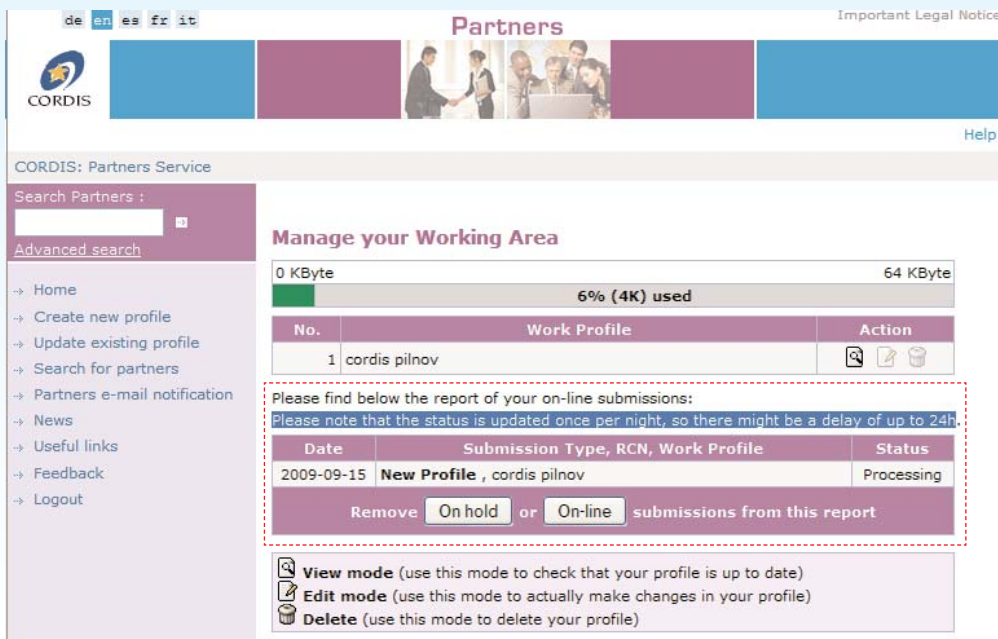 de en es fr it
Partners
Important Legal Notice
CORDIS
Help
CORDIS: Partners Service
Search Partners :
Advanced search
Home
Create new profile
Update existing profile
Search for partners
Partners e-mail notification
News
Useful links
Feedback
Logout
Manage your Working Area
0 KByte 64 KByte
6% (4K) used
No. Work Profile Action
1 cordis pilnov
Please find below the report of your on-line submissions:
Please note that the status is updated once per night, so there might be a delay of up to 24h.
Date Submission Type, RCN, Work Profile Status
2009-09-15 New Profile , cordis pilnov Processing
Remove On hold or On-line submissions from this report
View mode (use this mode to check that your profile is up to date)
Edit mode (use this mode to actually make changes in your profile)
Delete (use this mode to delete your profile)